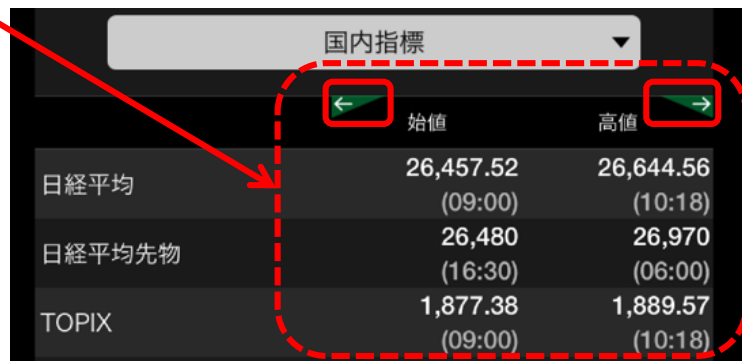 国内指標 ▼
← →
始値 高値
日経平均 26,457.52 26,644.56
(09:00) (10:18)
日経平均先物 26,480 26,970
(16:30) (06:00)
TOPIX 1,877.38 1,889.57
(09:00) (10:18)